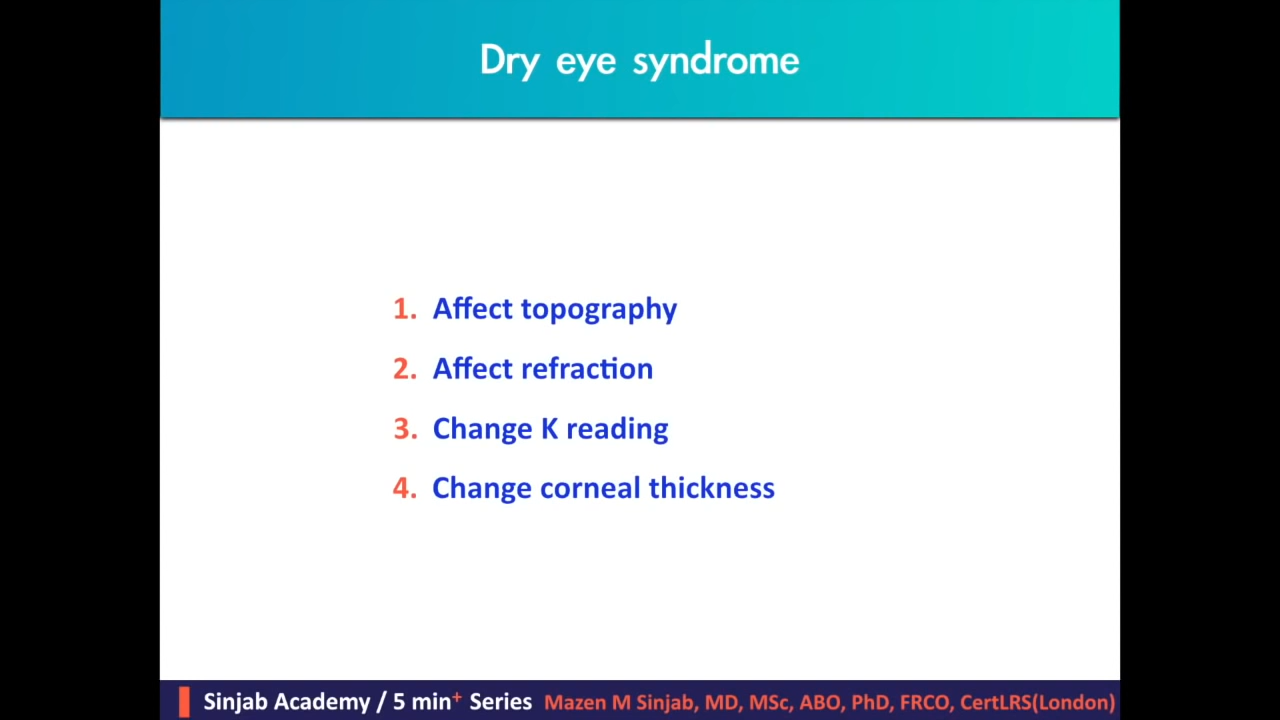 Dry eye syndrome
1. Affect topography
2. Affect refraction
3. Change K reading
4. Change corneal thickness
Sinjab Academy / 5 min+ Series Mazen M Sinjab, MD, MSc, ABO, PhD, FRCO, CertLRS(London)